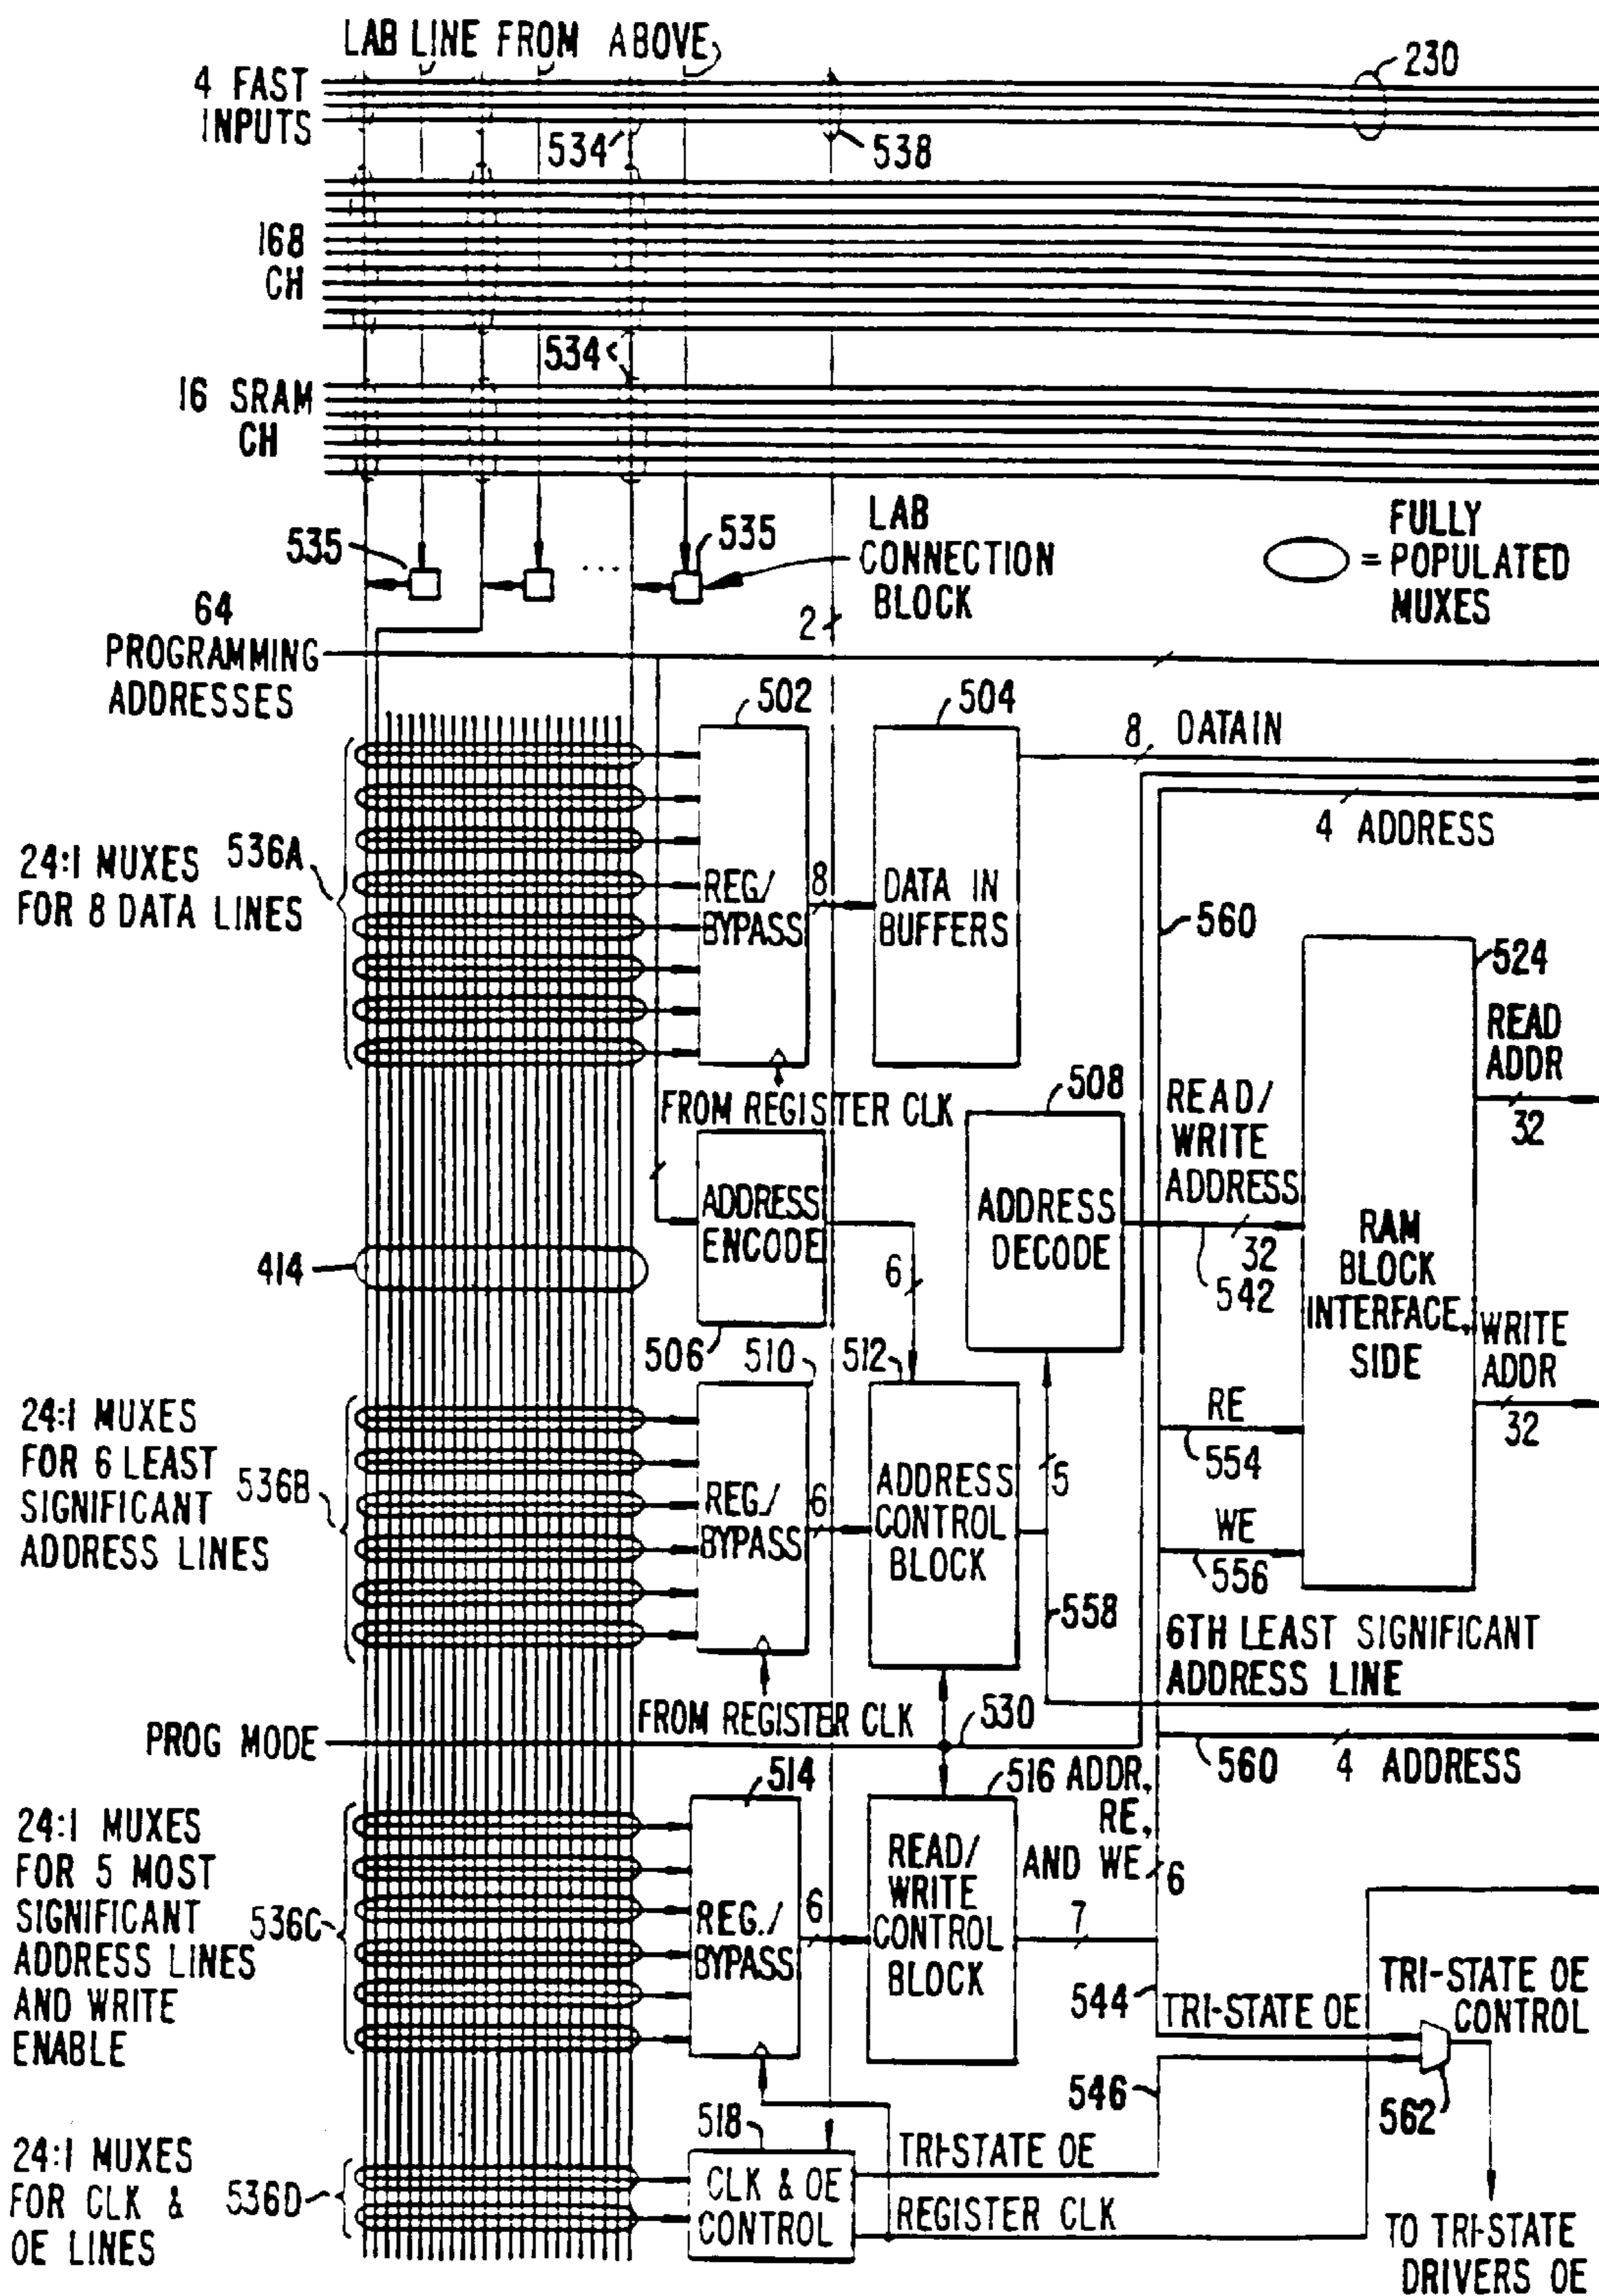 LAB LINE FROM ABOVE
4 FAST
INPUTS
230
534
538
168
CH
534
16 SRAM
CH
535
535
LAB
CONNECTION
BLOCK
FULLY
= POPULATED
MUXES
...
64
PROGRAMMING
ADDRESSES
2
502
504
8 DATAIN
4 ADDRESS
24:1 MUXES
FOR 8 DATA LINES
536A
REG/
BYPASS
8
DATA IN
BUFFERS
560
524
READ
ADDR
32
FROM REGISTER CLK
508
READ/
WRITE
ADDRESS
32
542
ADDRESS
ENCODE
ADDRESS
DECODE
RAM
BLOCK
INTERFACE
SIDE
414
6
506
510
512
WRITE
ADDR
32
24:1 MUXES
FOR 6 LEAST
SIGNIFICANT
ADDRESS LINES
536B
REG./
BYPASS
6
ADDRESS
CONTROL
BLOCK
5
RE
554
WE
556
558
6TH LEAST SIGNIFICANT
ADDRESS LINE
FROM REGISTER CLK
530
PROG MODE
560
4 ADDRESS
514
516
ADDR,
RE,
AND WE
6
24:1 MUXES
FOR 5 MOST
SIGNIFICANT
ADDRESS LINES
AND WRITE
ENABLE
536C
REG./
BYPASS
6
READ/
WRITE
CONTROL
BLOCK
7
544
TRI-STATE OE
TRI-STATE OE
CONTROL
546
562
518
24:1 MUXES
FOR CLK &
OE LINES
536D
CLK & OE
CONTROL
TRI-STATE OE
REGISTER CLK
TO TRI-STATE
DRIVERS OE